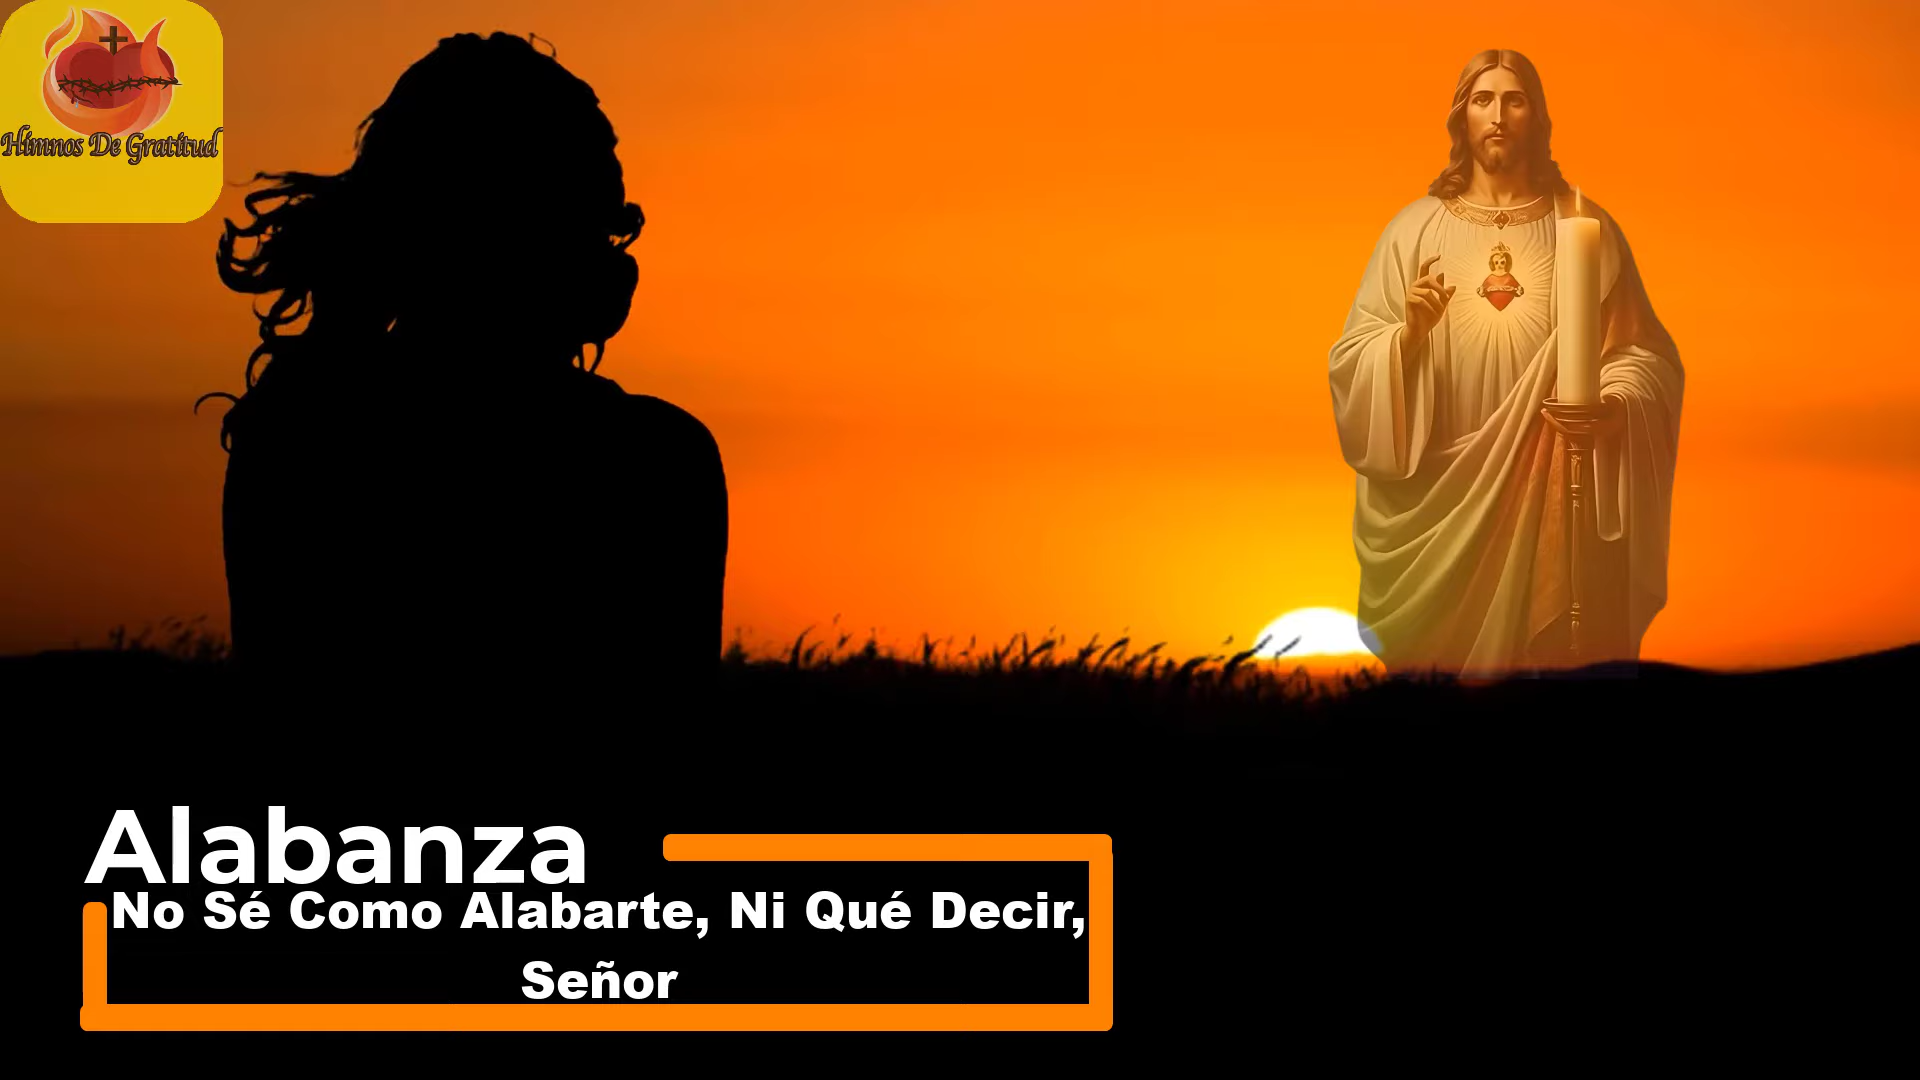 Himnos De Gratitud
Alabanza
No Sé Como Alabarte, Ni Qué Decir,
Señor